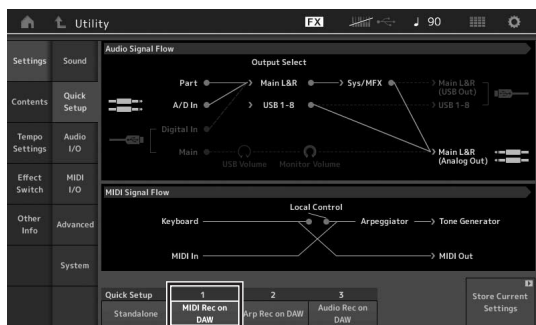 Utility
FX
90
Settings
Sound
Contents
Quick
Setup
Tempo
Settings
Audio
I/O
Effect
Switch
MIDI
I/O
Other
Info
Advanced
System
Audio Signal Flow
Output Select
Part
Main L&R
Sys/MFX
Main L&R
(USB Out)
A/D In
USB 1-8
USB 1-8
Digital In
Main
USB Volume
Monitor Volume
Main L&R
(Analog Out)
MIDI Signal Flow
Local Control
Keyboard
Arpeggiator
Tone Generator
MIDI In
MIDI Out
Quick Setup
1
2
3
Standalone
MIDI Rec on
DAW
Arp Rec on DAW
Audio Rec on
DAW
Store Current
Settings